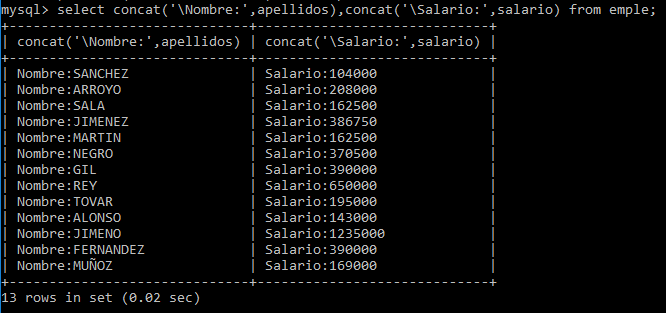 mysql> select concat('\Nombre:',apellidos),concat('\Salario:',salario) from emple;
+------------------------------+-----------------------------+
| concat('\Nombre:',apellidos) | concat('\Salario:',salario) |
+------------------------------+-----------------------------+
| Nombre:SANCHEZ               | Salario:104000              |
| Nombre:ARROYO                | Salario:208000              |
| Nombre:SALA                  | Salario:162500              |
| Nombre:JIMENEZ               | Salario:386750              |
| Nombre:MARTIN                | Salario:162500              |
| Nombre:NEGRO                 | Salario:370500              |
| Nombre:GIL                   | Salario:390000              |
| Nombre:REY                   | Salario:650000              |
| Nombre:TOVAR                 | Salario:195000              |
| Nombre:ALONSO                | Salario:143000              |
| Nombre:JIMENO                | Salario:1235000             |
| Nombre:FERNANDEZ             | Salario:390000              |
| Nombre:MUÑOZ                 | Salario:169000              |
+------------------------------+-----------------------------+
13 rows in set (0.02 sec)